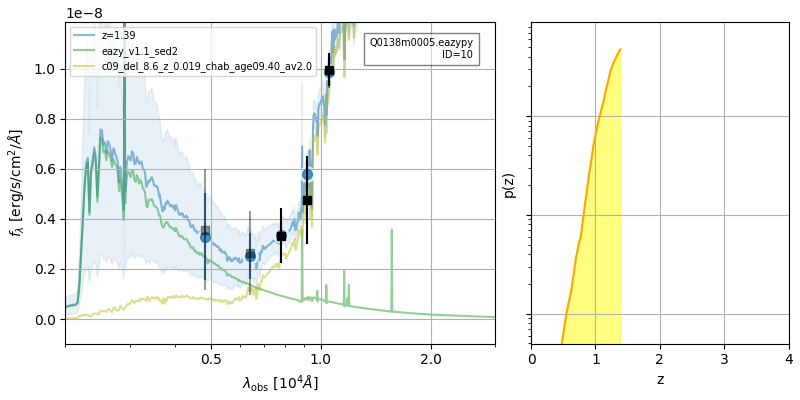 1e−8
z=1.39
eazy_v1.1_sed2
c09_del_8.6_z_0.019_chab_age09.40_av2.0
Q0138m0005.eazypy
ID=10
f_λ [erg/s/cm²/Å]
1.0
0.8
0.6
0.4
0.2
0.0
0.5 1.0 2.0
λ_obs [10⁴Å]
p(z)
0 1 2 3 4
z